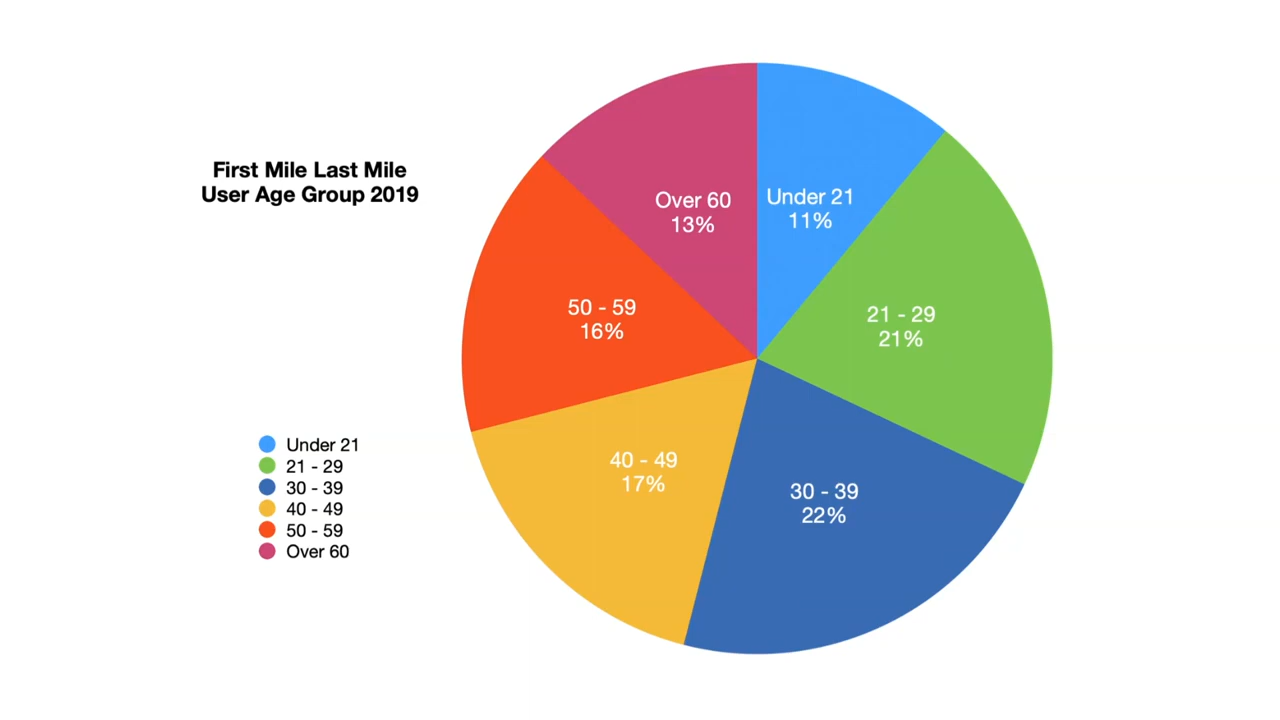 First Mile Last Mile
User Age Group 2019
Over 60
13%
Under 21
11%
50 - 59
16%
21 - 29
21%
40 - 49
17%
30 - 39
22%
Under 21
21 - 29
30 - 39
40 - 49
50 - 59
Over 60